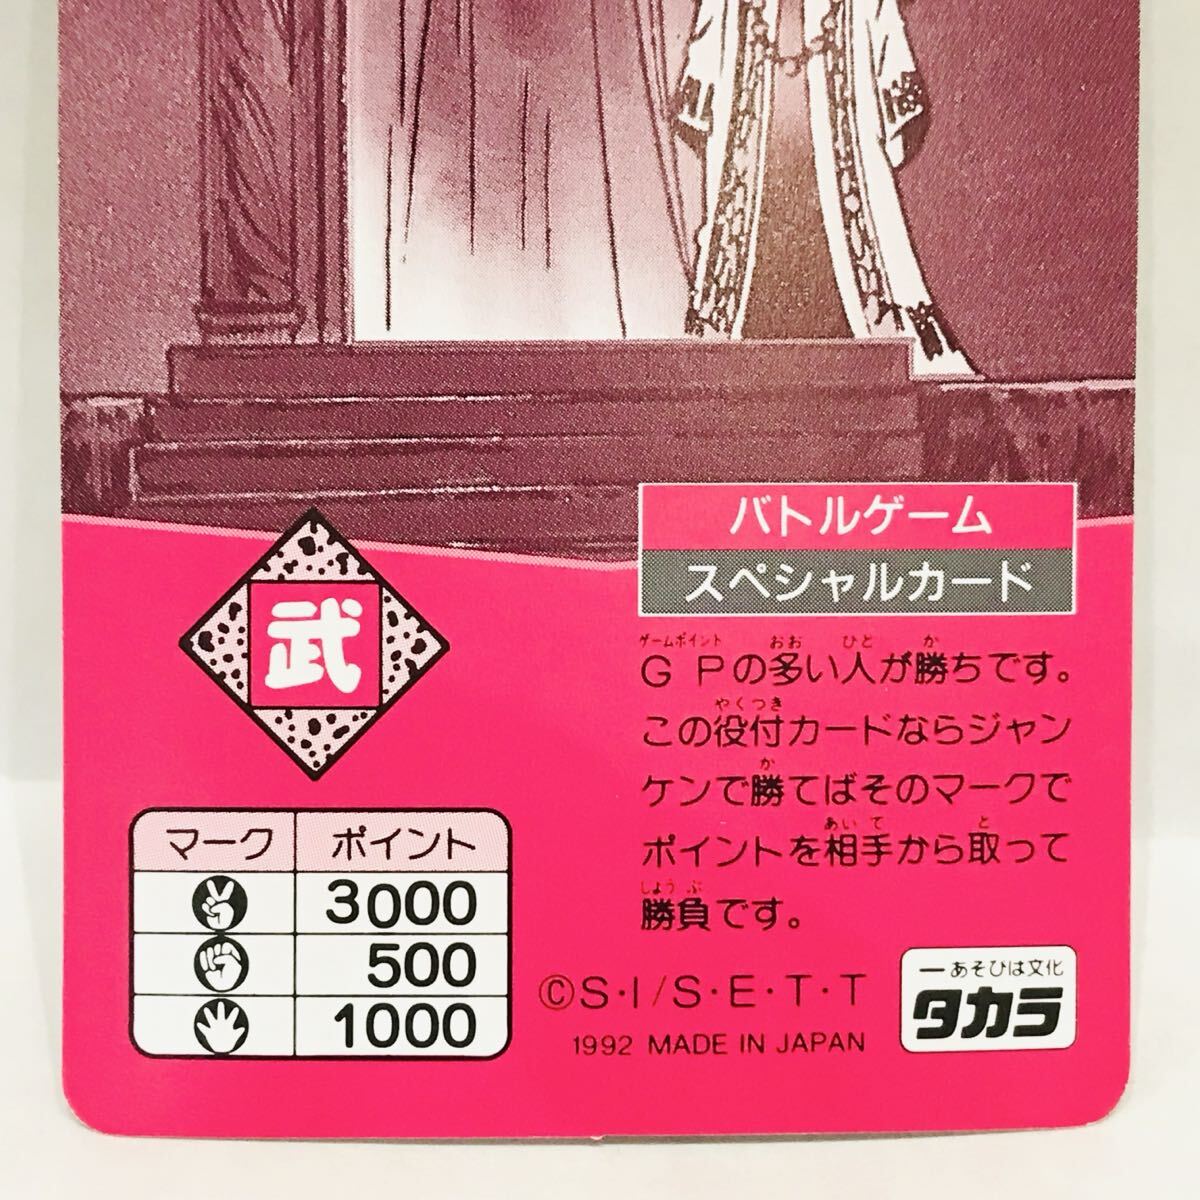 バトルゲーム
スペシャルカード
武
ゲームポイント おお ひと か
GPの多い人が勝ちです。
やくつき
この役付カードならジャン
か
ケンで勝てばそのマークで
あいて と
ポイントを相手から取って
しょうぶ
勝負です。
マーク ポイント
3000
500
1000
©S・I/S・E・T・T
1992 MADE IN JAPAN
ーあそびは文化
タカラ